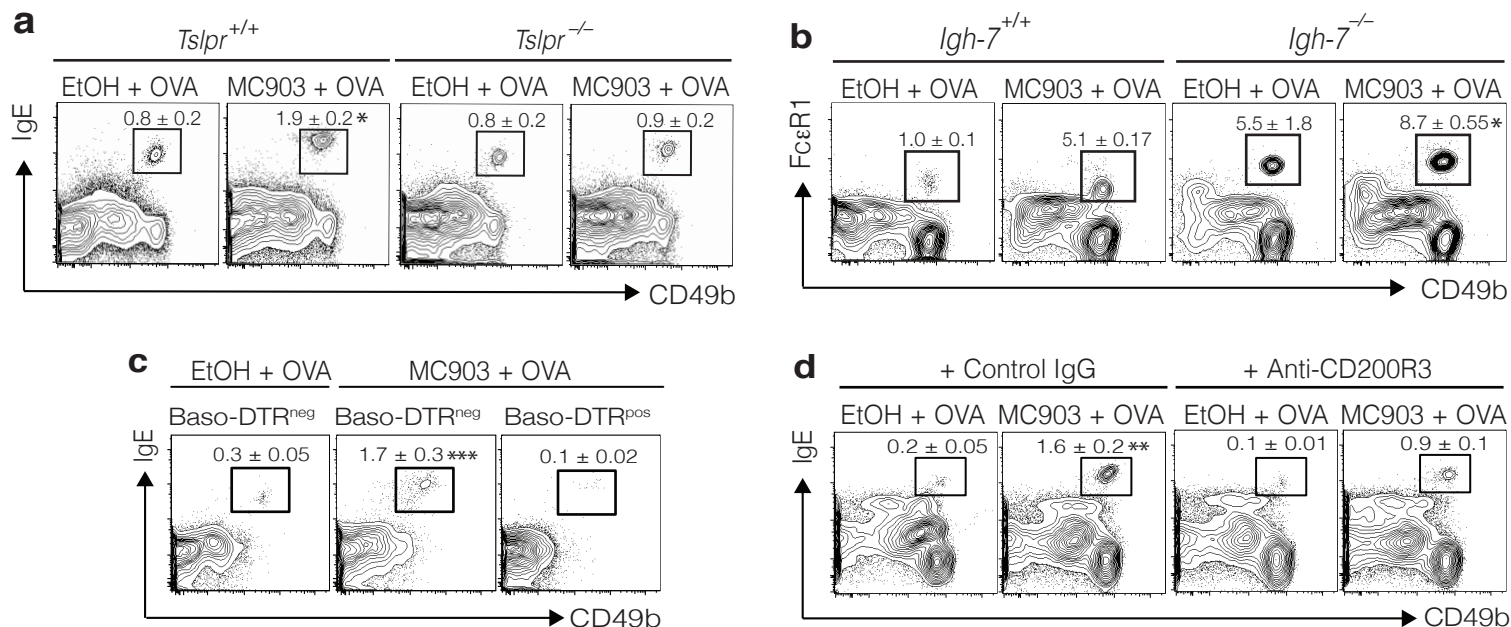 a
Tslpr+/+ Tslpr−/−
EtOH + OVA MC903 + OVA EtOH + OVA MC903 + OVA
0.8 ± 0.2 1.9 ± 0.2 * 0.8 ± 0.2 0.9 ± 0.2
IgE
CD49b
b
Igh-7+/+ Igh-7−/−
EtOH + OVA MC903 + OVA EtOH + OVA MC903 + OVA
1.0 ± 0.1 5.1 ± 0.17 5.5 ± 1.8 8.7 ± 0.55*
FcεR1
CD49b
c
EtOH + OVA MC903 + OVA
Baso-DTRneg Baso-DTRneg Baso-DTRpos
0.3 ± 0.05 1.7 ± 0.3*** 0.1 ± 0.02
IgE
CD49b
d
+ Control IgG + Anti-CD200R3
EtOH + OVA MC903 + OVA EtOH + OVA MC903 + OVA
0.2 ± 0.05 1.6 ± 0.2 ** 0.1 ± 0.01 0.9 ± 0.1
IgE
CD49b